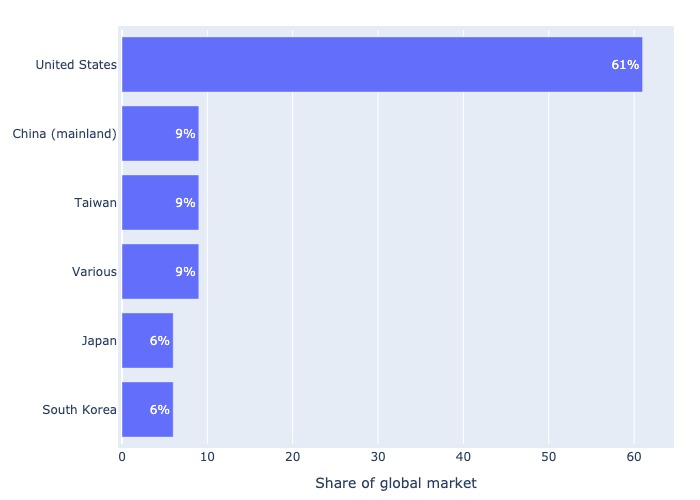 United States 61%
China (mainland) 9%
Taiwan 9%
Various 9%
Japan 6%
South Korea 6%
0 10 20 30 40 50 60
Share of global market